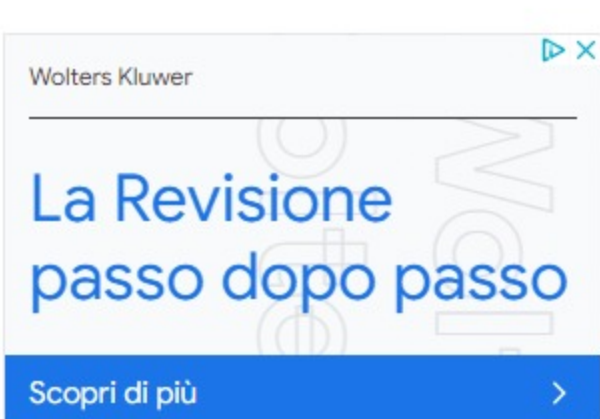 Wolters Kluwer
La Revisione
passo dopo passo
Scopri di più